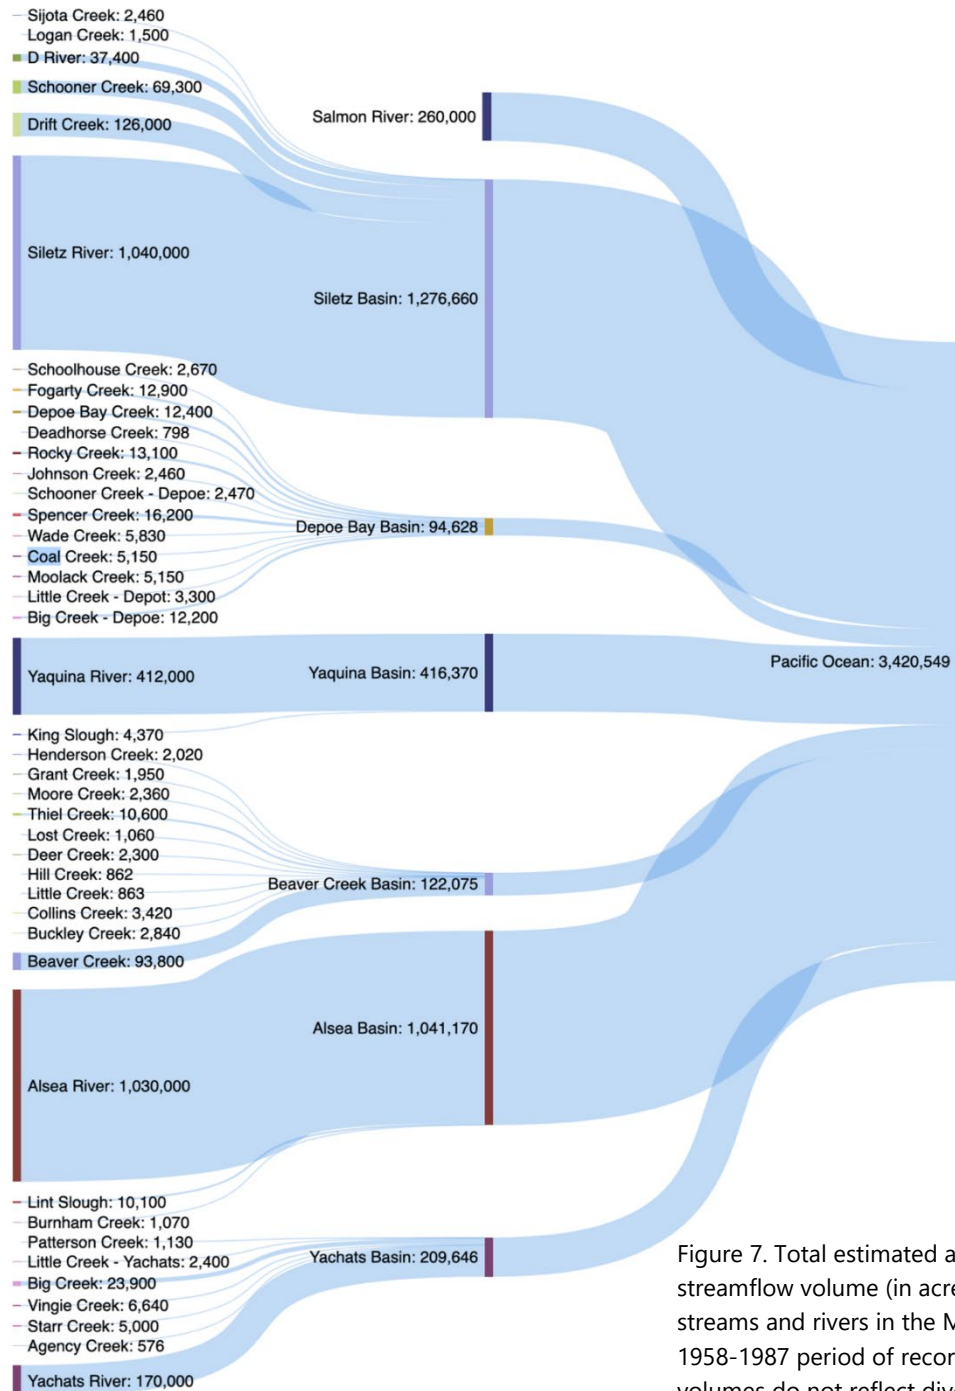 Sijota Creek: 2,460
Logan Creek: 1,500
D River: 37,400
Schooner Creek: 69,300
Drift Creek: 126,000
Salmon River: 260,000
Siletz River: 1,040,000
Siletz Basin: 1,276,660
Schoolhouse Creek: 2,670
Fogarty Creek: 12,900
Depoe Bay Creek: 12,400
Deadhorse Creek: 798
Rocky Creek: 13,100
Johnson Creek: 2,460
Schooner Creek - Depoe: 2,470
Spencer Creek: 16,200
Depoe Bay Basin: 94,628
Wade Creek: 5,830
Coal Creek: 5,150
Moolack Creek: 5,150
Little Creek - Depot: 3,300
Big Creek - Depoe: 12,200
Yaquina River: 412,000
Yaquina Basin: 416,370
Pacific Ocean: 3,420,549
King Slough: 4,370
Henderson Creek: 2,020
Grant Creek: 1,950
Moore Creek: 2,360
Thiel Creek: 10,600
Lost Creek: 1,060
Deer Creek: 2,300
Hill Creek: 862
Little Creek: 863
Beaver Creek Basin: 122,075
Collins Creek: 3,420
Buckley Creek: 2,840
Beaver Creek: 93,800
Alsea Basin: 1,041,170
Alsea River: 1,030,000
Lint Slough: 10,100
Burnham Creek: 1,070
Patterson Creek: 1,130
Little Creek - Yachats: 2,400
Big Creek: 23,900
Yachats Basin: 209,646
Vingie Creek: 6,640
Starr Creek: 5,000
Agency Creek: 576
Yachats River: 170,000
Figure 7. Total estimated a
streamflow volume (in acre
streams and rivers in the M
1958-1987 period of recor
volumes do not reflect dive